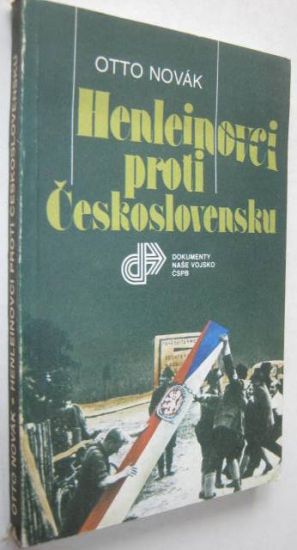 OTTO NOVÁK
Henleinovci
proti
Československu
DOKUMENTY
NAŠE VOJSKO
ČSPB
OTTO NOVÁK • HENLEINOVCI PROTI ČESKOSLOVENSKU